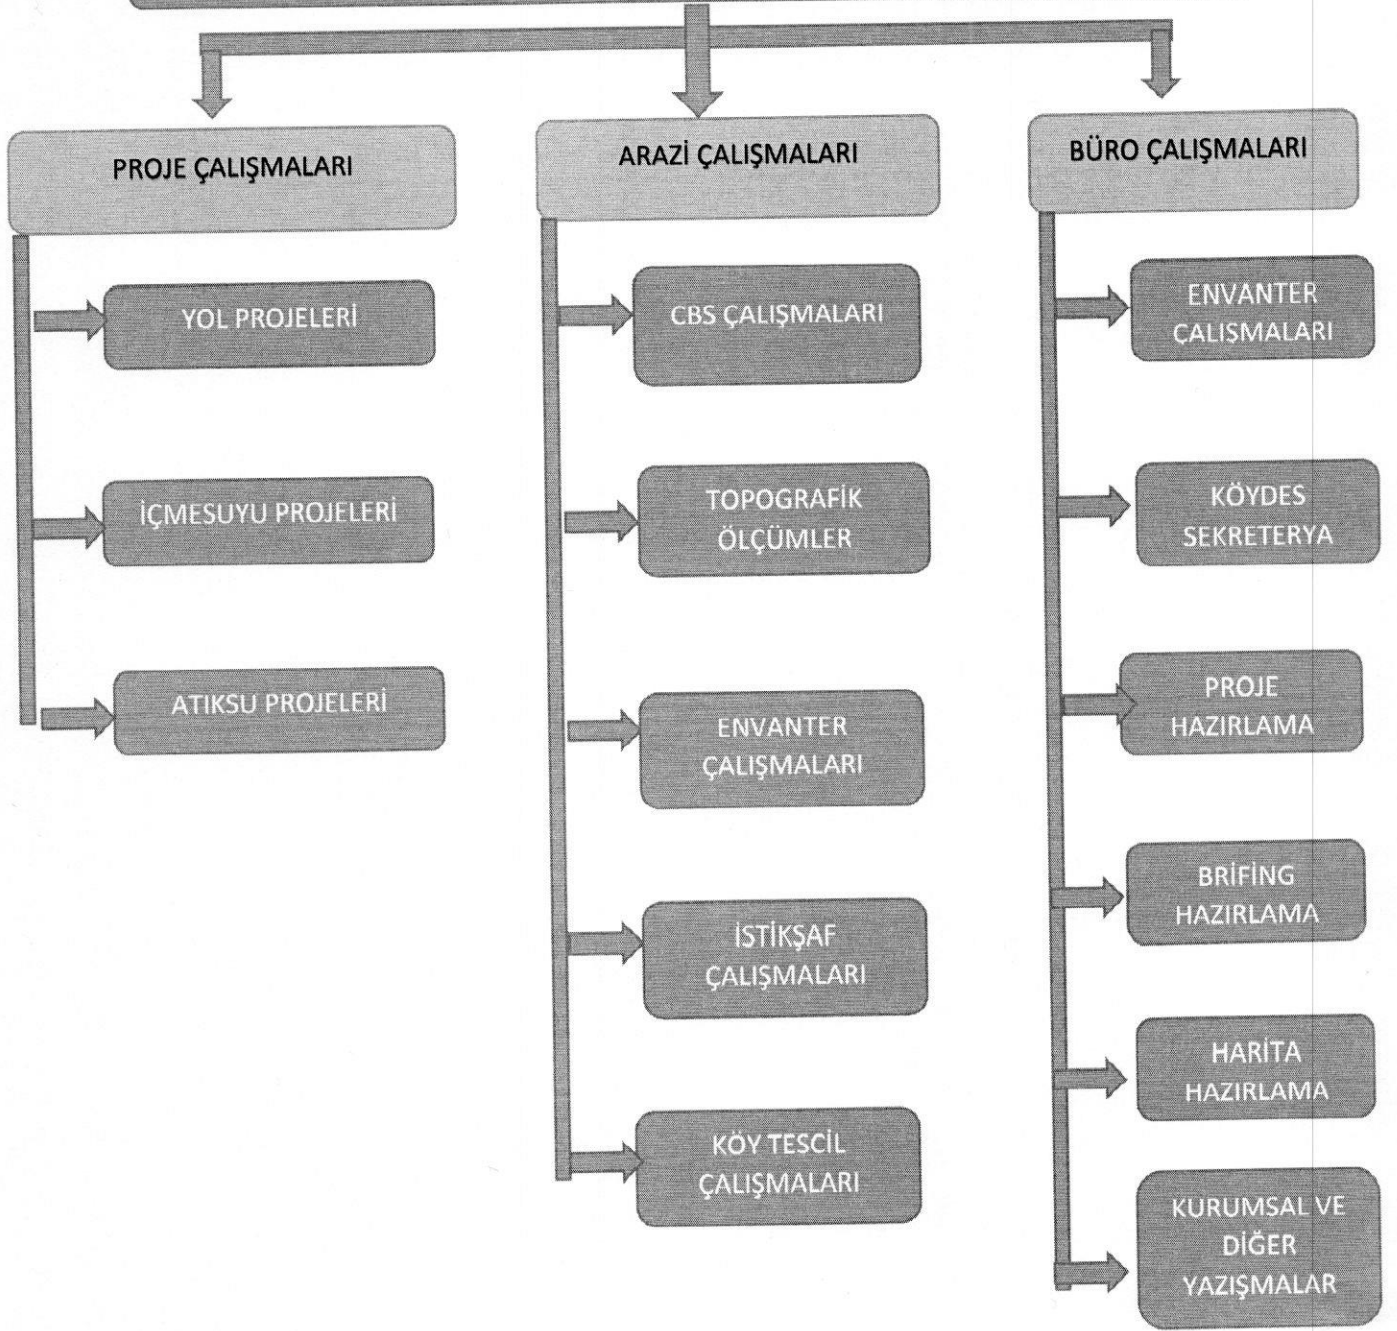 PROJE ÇALIŞMALARI
YOL PROJELERİ
İÇMESUYU PROJELERİ
ATIKSU PROJELERİ
ARAZİ ÇALIŞMALARI
CBS ÇALIŞMALARI
TOPOGRAFİK
ÖLÇÜMLER
ENVANTER
ÇALIŞMALARI
İSTİKŞAF
ÇALIŞMALARI
KÖY TESCİL
ÇALIŞMALARI
BÜRO ÇALIŞMALARI
ENVANTER
ÇALIŞMALARI
KÖYDES
SEKRETERYA
PROJE
HAZIRLAMA
BRİFİNG
HAZIRLAMA
HARİTA
HAZIRLAMA
KURUMSAL VE
DİĞER
YAZIŞMALAR